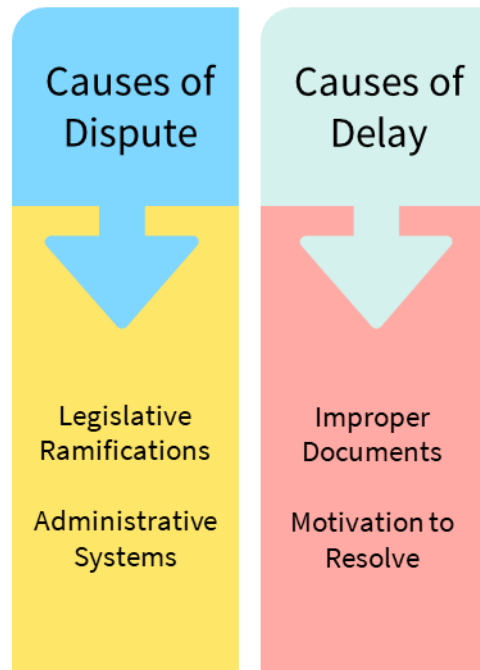 Causes of
Dispute
Legislative
Ramifications
Administrative
Systems
Causes of
Delay
Improper
Documents
Motivation to
Resolve